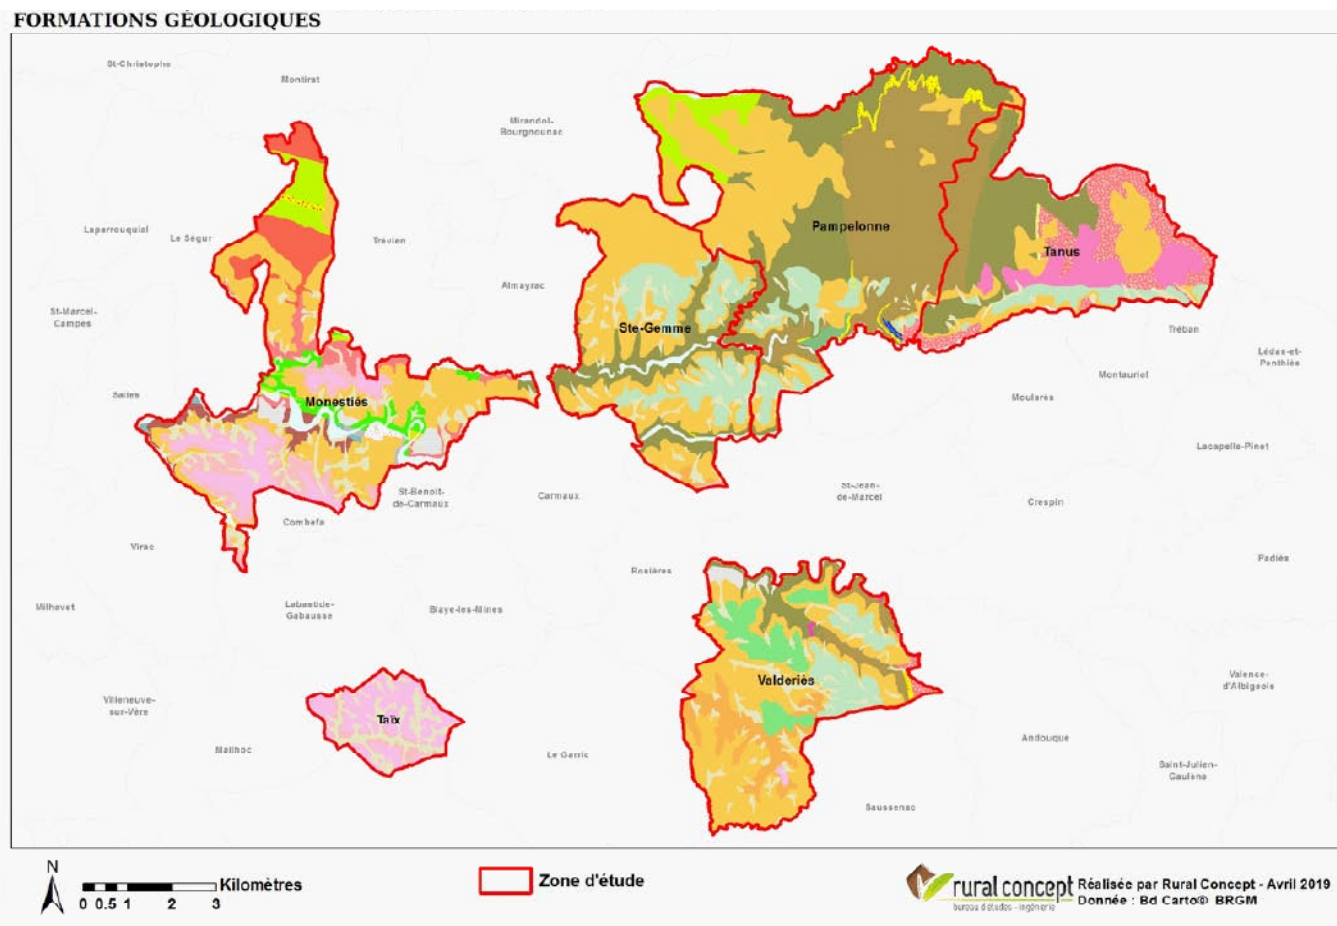 FORMATIONS GÉOLOGIQUES
St-Christophe
Montirat
Mirandol-
Bourgnounac
Laparrouquial
Le Ségur
Trévien
Pampelonne
Tanus
Almayrac
St-Marcel-
Campes
Ste-Gemme
Tréban
Lédas-et-
Penthiès
Montauriol
Salles
Monestiés
Moularès
Lacapelle-Pinet
St-Benoit-
de-Carmaux
Carmaux
St-Jean-
de-Marcel
Crespin
Combefa
Virac
Rosières
Padiès
Milhavet
Labastide-
Gabausse
Blaye-les-Mines
Valderiès
Valence-
d'Albigeois
Villeneuve-
sur-Vère
Taïx
Mailhoc
Le Garric
Andouque
Saint-Julien-
Gaulène
Saussenac
N
Kilomètres
0 0.5 1 2 3
Zone d'étude
rural concept
bureau d'études - ingénierie
Réalisée par Rural Concept - Avril 2019
Donnée : Bd Carto© BRGM